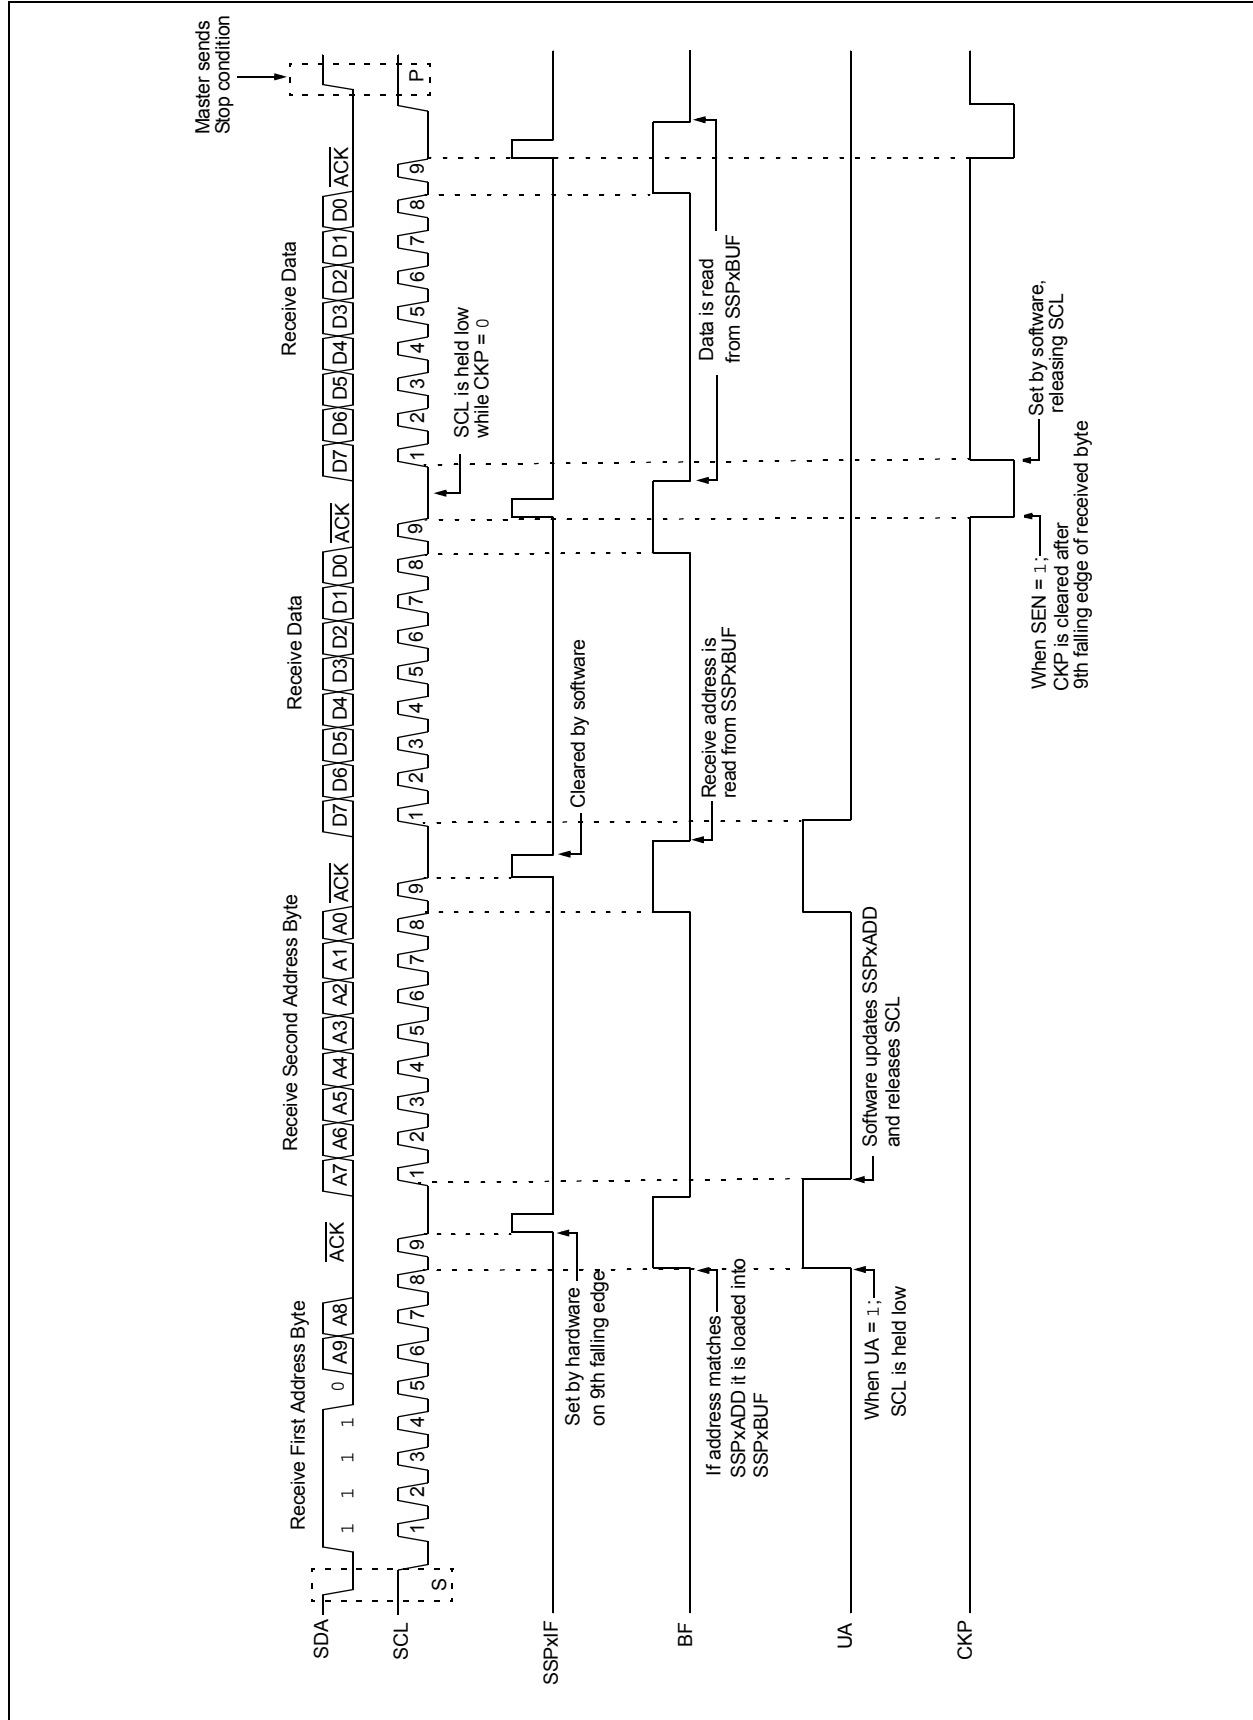 Master sends
Stop condition
Receive First Address Byte
Receive Second Address Byte
Receive Data
Receive Data
SDA
1 1 1 1 0 A9 A8 ACK A7 A6 A5 A4 A3 A2 A1 A0 ACK D7 D6 D5 D4 D3 D2 D1 D0 ACK D7 D6 D5 D4 D3 D2 D1 D0 ACK
SCL
S 1 2 3 4 5 6 7 8 9 1 2 3 4 5 6 7 8 9 1 2 3 4 5 6 7 8 9 1 2 3 4 5 6 7 8 9 P
SCL is held low
while CKP = 0
SSPxIF
Set by hardware
on 9th falling edge
Cleared by software
BF
If address matches
SSPxADD it is loaded into
SSPxBUF
Receive address is
read from SSPxBUF
Data is read
from SSPxBUF
UA
When UA = 1;
SCL is held low
Software updates SSPxADD
and releases SCL
CKP
When SEN = 1;
CKP is cleared after
9th falling edge of received byte
Set by software,
releasing SCL